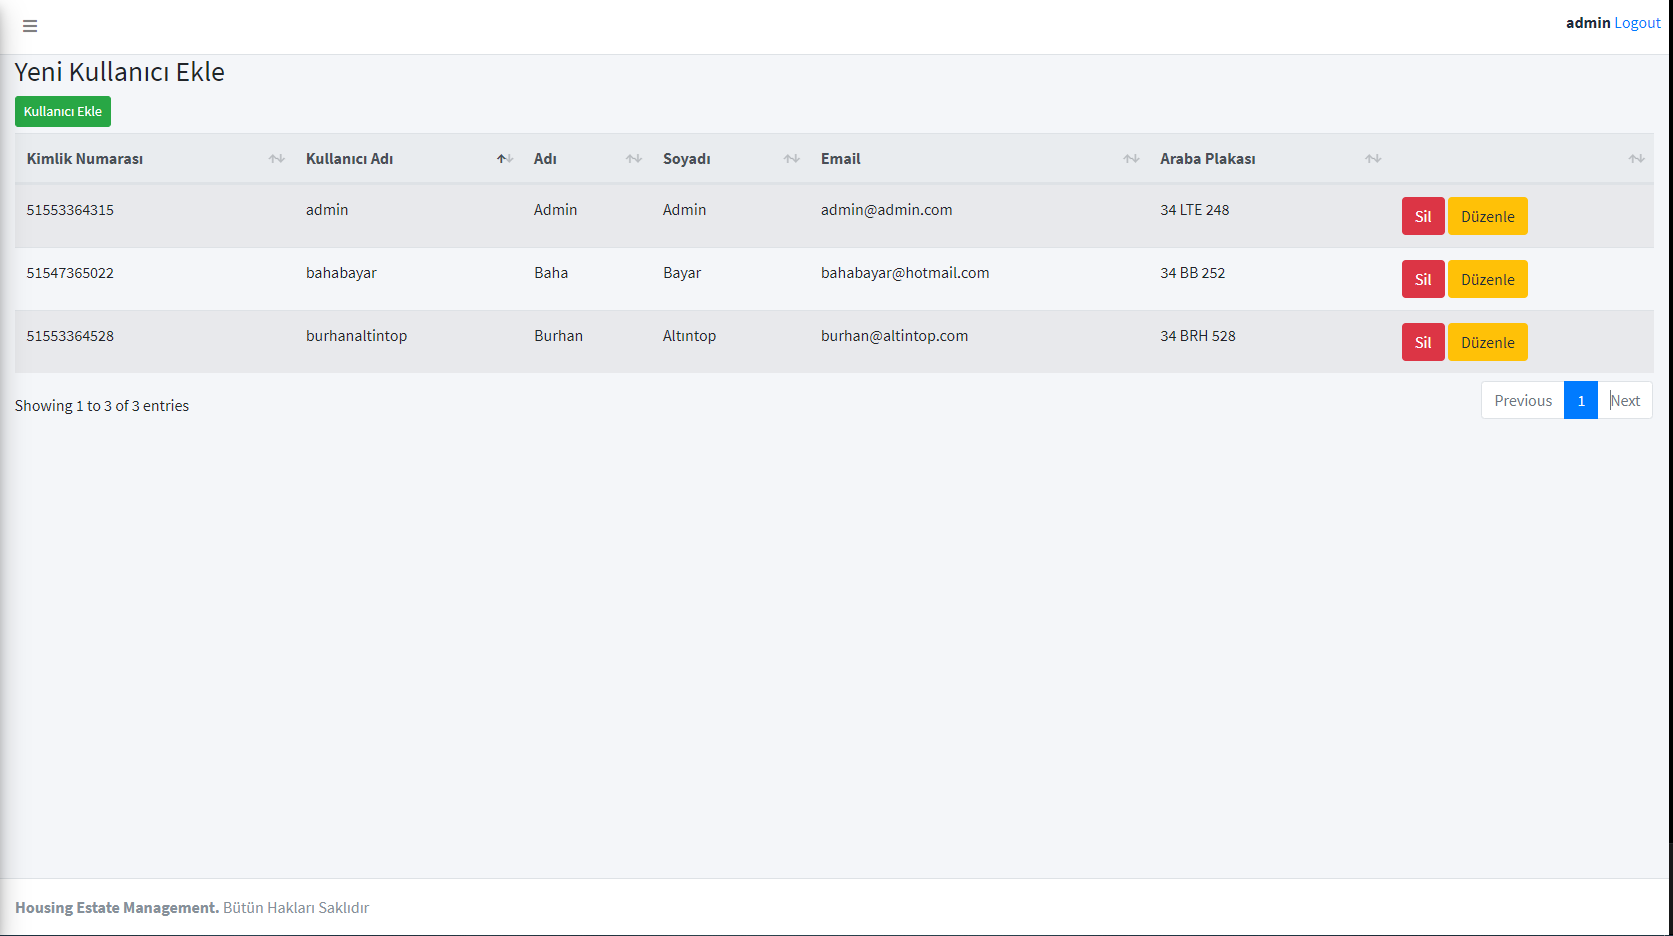 admin Logout
Yeni Kullanıcı Ekle
Kullanıcı Ekle
Kimlik Numarası Kullanıcı Adı Adı Soyadı Email Araba Plakası
51553364315 admin Admin Admin admin@admin.com 34 LTE 248 Sil Düzenle
51547365022 bahabayar Baha Bayar bahabayar@hotmail.com 34 BB 252 Sil Düzenle
51553364528 burhanaltintop Burhan Altıntop burhan@altintop.com 34 BRH 528 Sil Düzenle
Showing 1 to 3 of 3 entries Previous 1 Next
Housing Estate Management. Bütün Hakları Saklıdır